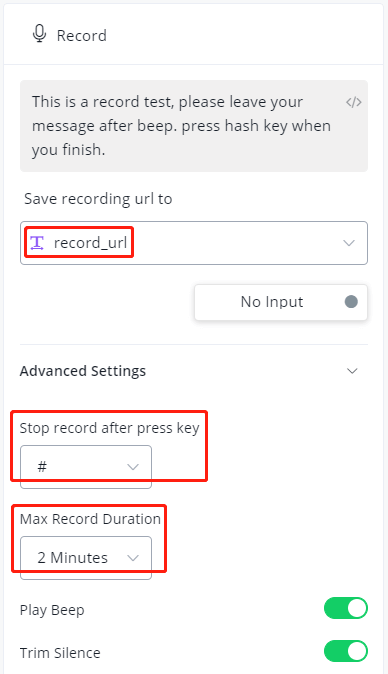 Record
This is a record test, please leave your
message after beep. press hash key when
you finish.
</>
Save recording url to
T record_url
No Input
Advanced Settings
Stop record after press key
#
Max Record Duration
2 Minutes
Play Beep
Trim Silence